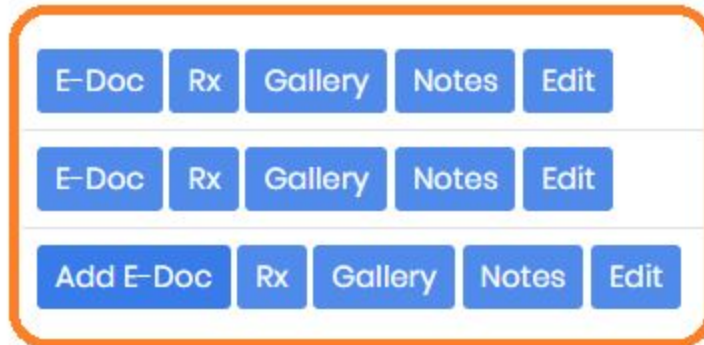 E-Doc Rx Gallery Notes Edit
E-Doc Rx Gallery Notes Edit
Add E-Doc Rx Gallery Notes Edit